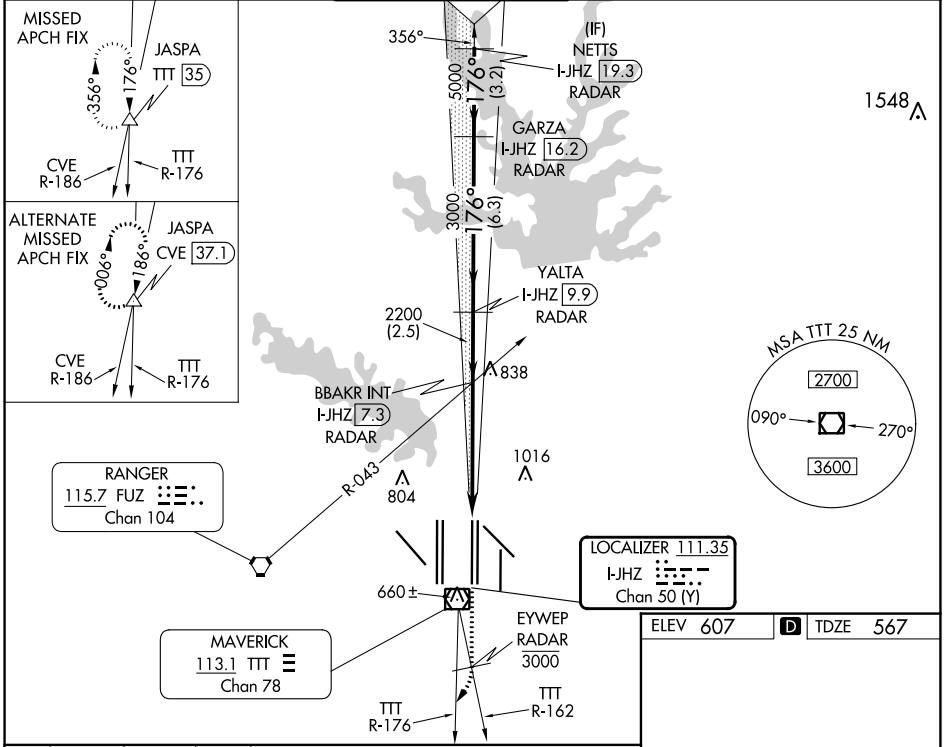 MISSED
APCH FIX
JASPA
TTT 35
356°
176°
CVE
R-186
TTT
R-176
ALTERNATE
MISSED
APCH FIX
JASPA
CVE 37.1
006°
186°
CVE
R-186
TTT
R-176
356°
(IF)
NETTS
I-JHZ 19.3
RADAR
5000
176°
(3.2)
1548
GARZA
I-JHZ 16.2
RADAR
3000
176°
(6.3)
YALTA
I-JHZ 9.9
RADAR
2200
(2.5)
838
BBAKR INT
I-JHZ 7.3
RADAR
MSA TTT 25 NM
2700
090°
270°
3600
R-043
804
1016
RANGER
115.7 FUZ
Chan 104
LOCALIZER 111.35
I-JHZ
Chan 50 (Y)
660 ±
EYWEP
RADAR
3000
MAVERICK
113.1 TTT
Chan 78
TTT
R-176
TTT
R-162
ELEV 607 D TDZE 567